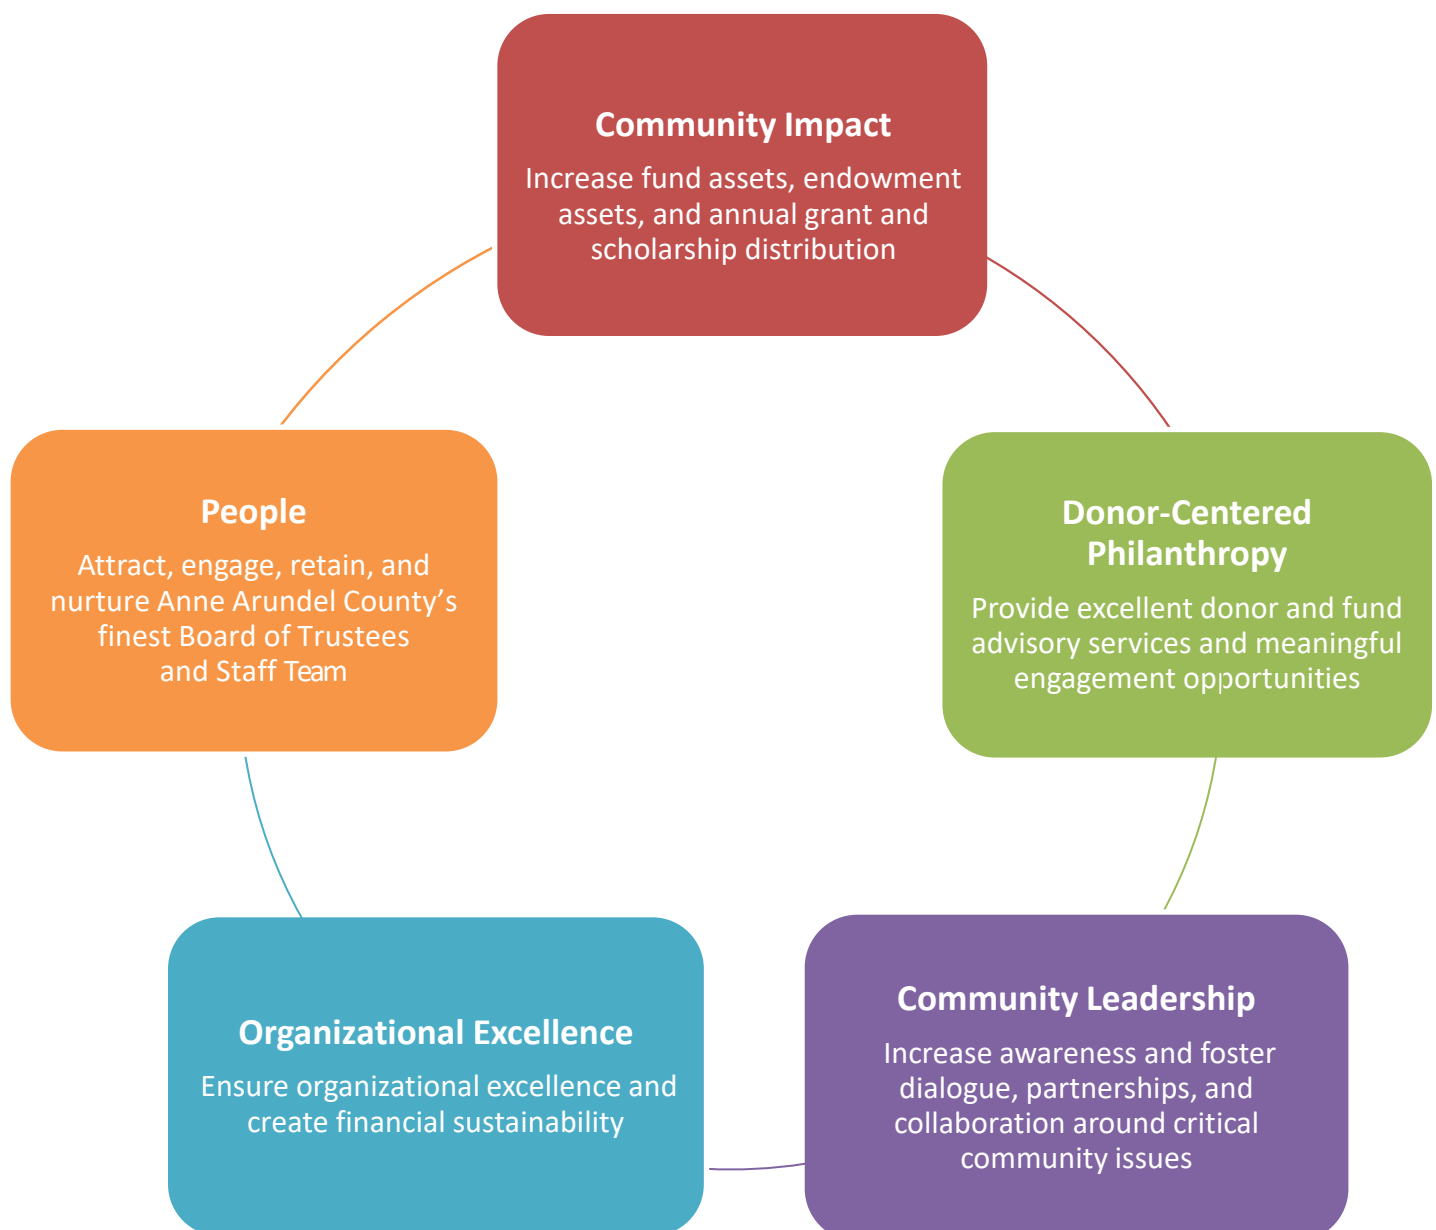 Community Impact
Increase fund assets, endowment
assets, and annual grant and
scholarship distribution
Donor-Centered
Philanthropy
Provide excellent donor and fund
advisory services and meaningful
engagement opportunities
Community Leadership
Increase awareness and foster
dialogue, partnerships, and
collaboration around critical
community issues
Organizational Excellence
Ensure organizational excellence and
create financial sustainability
People
Attract, engage, retain, and
nurture Anne Arundel County’s
finest Board of Trustees
and Staff Team